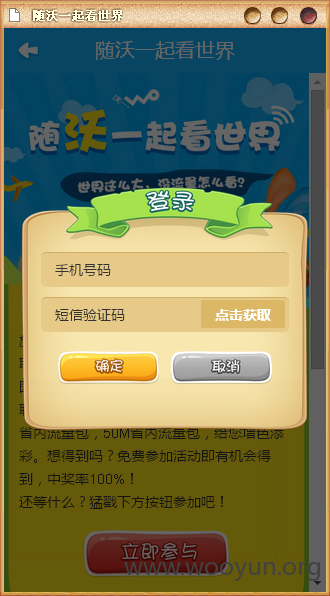 随沃一起看世界
随沃一起看世界
随沃一起看世界
世界这么大，没流量怎么看？
登录
手机号码
短信验证码 点击获取
确定 取消
省内流量包，50M省内流量包，给您增色添
彩。想得到吗？免费参加活动即有机会得
到，中奖率100%！
还等什么？猛戳下方按钮参加吧！
立即参与
www.wooyun.org